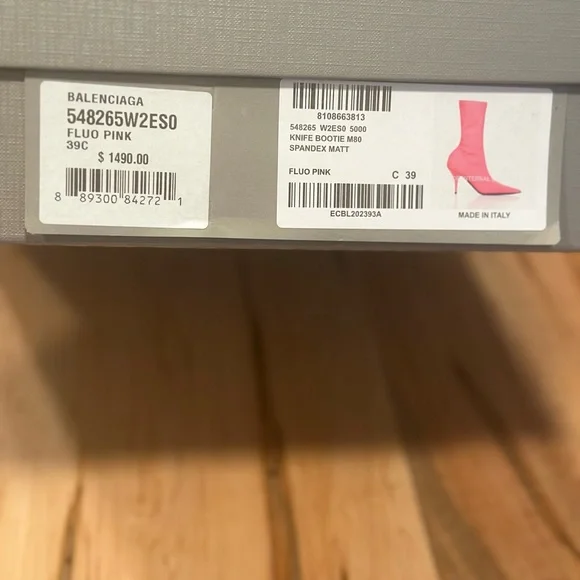 BALENCIAGA
548265W2ES0
FLUO PINK
39C
$ 1490.00
8 89300 84272 1
8108663813
548265 W2ES0 5000
KNIFE BOOTIE M80
SPANDEX MATT
FLUO PINK C 39
ECBL202393A
MADE IN ITALY